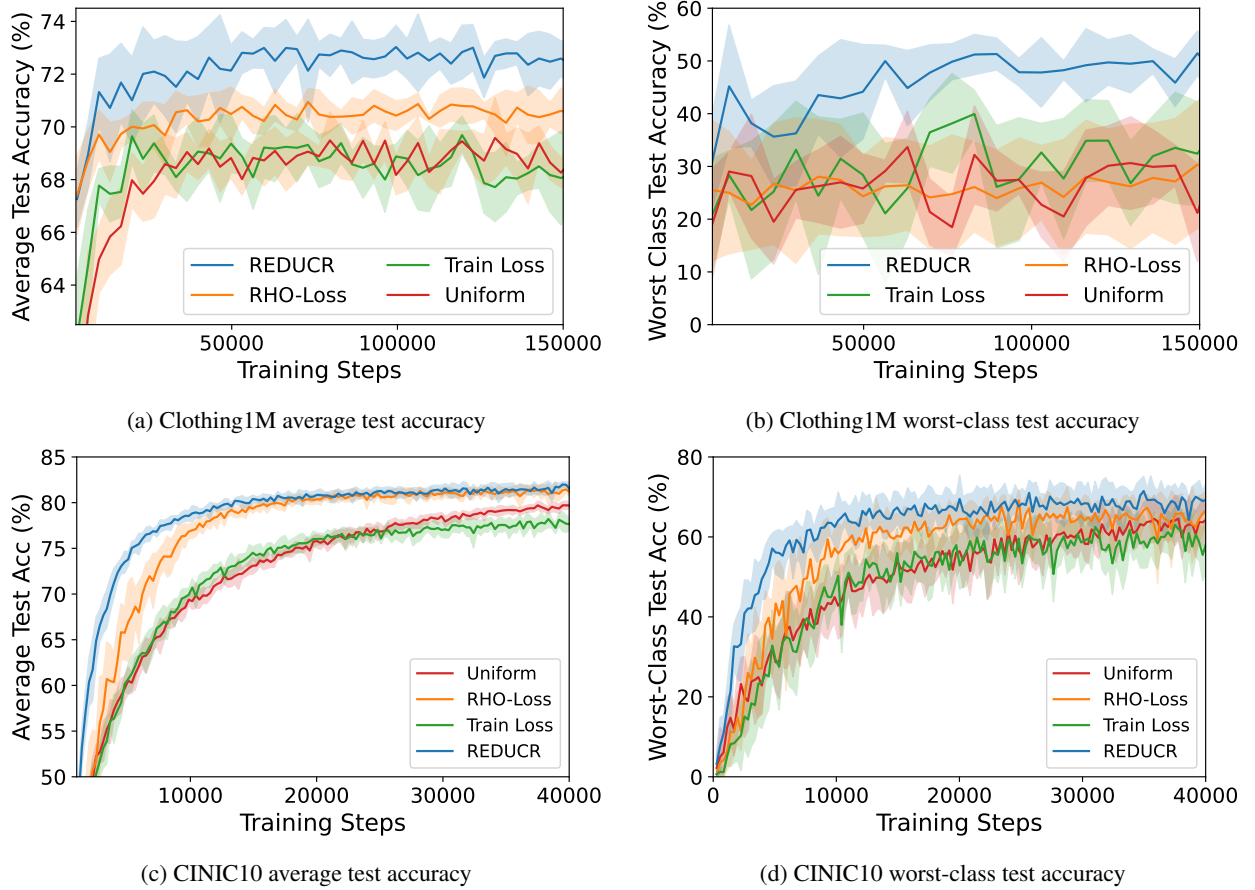 74
72
70
68
66
64
Average Test Accuracy (%)
REDUCR
RHO-Loss
Train Loss
Uniform
50000 100000 150000
Training Steps
(a) Clothing1M average test accuracy
60
50
40
30
20
10
0
Worst Class Test Accuracy (%)
REDUCR
Train Loss
RHO-Loss
Uniform
50000 100000 150000
Training Steps
(b) Clothing1M worst-class test accuracy
85
80
75
70
65
60
55
50
Average Test Acc (%)
Uniform
RHO-Loss
Train Loss
REDUCR
10000 20000 30000 40000
Training Steps
(c) CINIC10 average test accuracy
80
60
40
20
0
Worst-Class Test Acc (%)
Uniform
RHO-Loss
Train Loss
REDUCR
0 10000 20000 30000 40000
Training Steps
(d) CINIC10 worst-class test accuracy